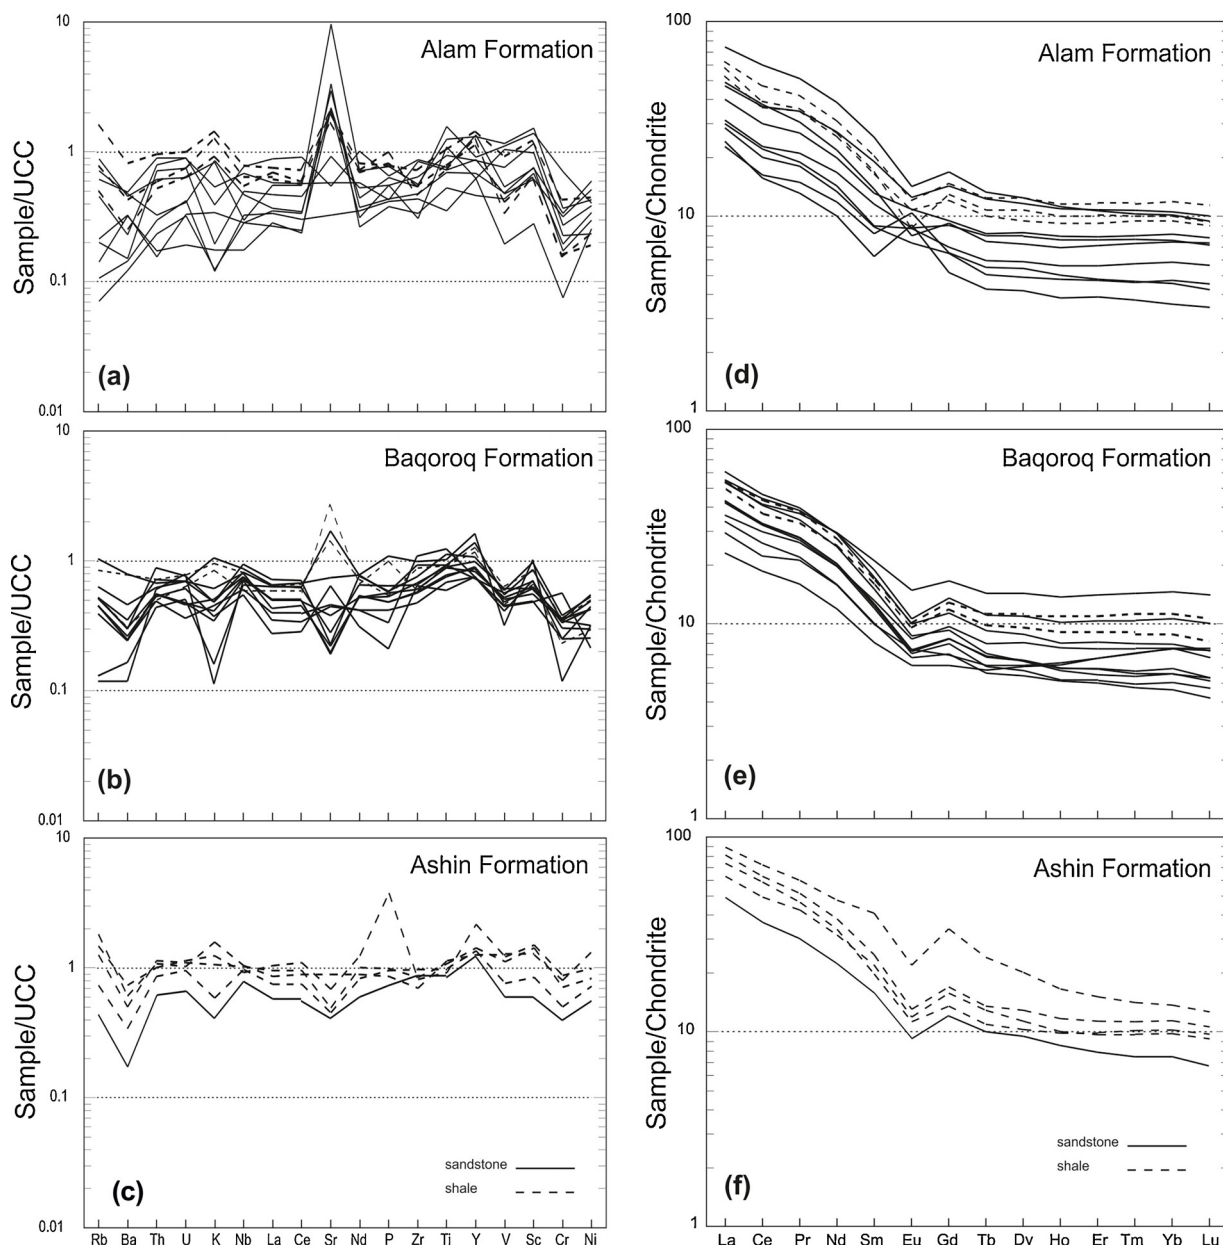 10
Alam Formation
1
Sample/UCC
0.1
(a)
0.01
100
Alam Formation
Sample/Chondrite
10
(d)
1
10
Baqoroq Formation
1
Sample/UCC
0.1
(b)
0.01
100
Baqoroq Formation
Sample/Chondrite
10
(e)
1
10
Ashin Formation
1
Sample/UCC
0.1
sandstone
shale
(c)
0.01
Rb Ba Th U K Nb La Ce Sr Nd P Zr Ti Y V Sc Cr Ni
100
Ashin Formation
Sample/Chondrite
10
sandstone
shale
(f)
1
La Ce Pr Nd Sm Eu Gd Tb Dy Ho Er Tm Yb Lu